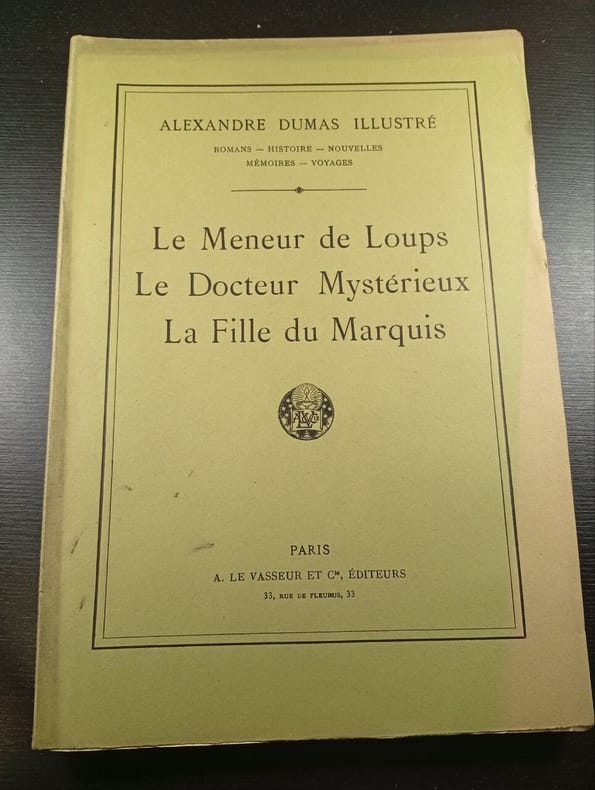 ALEXANDRE DUMAS ILLUSTRÉ
ROMANS — HISTOIRE — NOUVELLES
MÉMOIRES — VOYAGES
Le Meneur de Loups
Le Docteur Mystérieux
La Fille du Marquis
PARIS
A. LE VASSEUR ET Cie, ÉDITEURS
33, RUE DE FLEURUS, 33